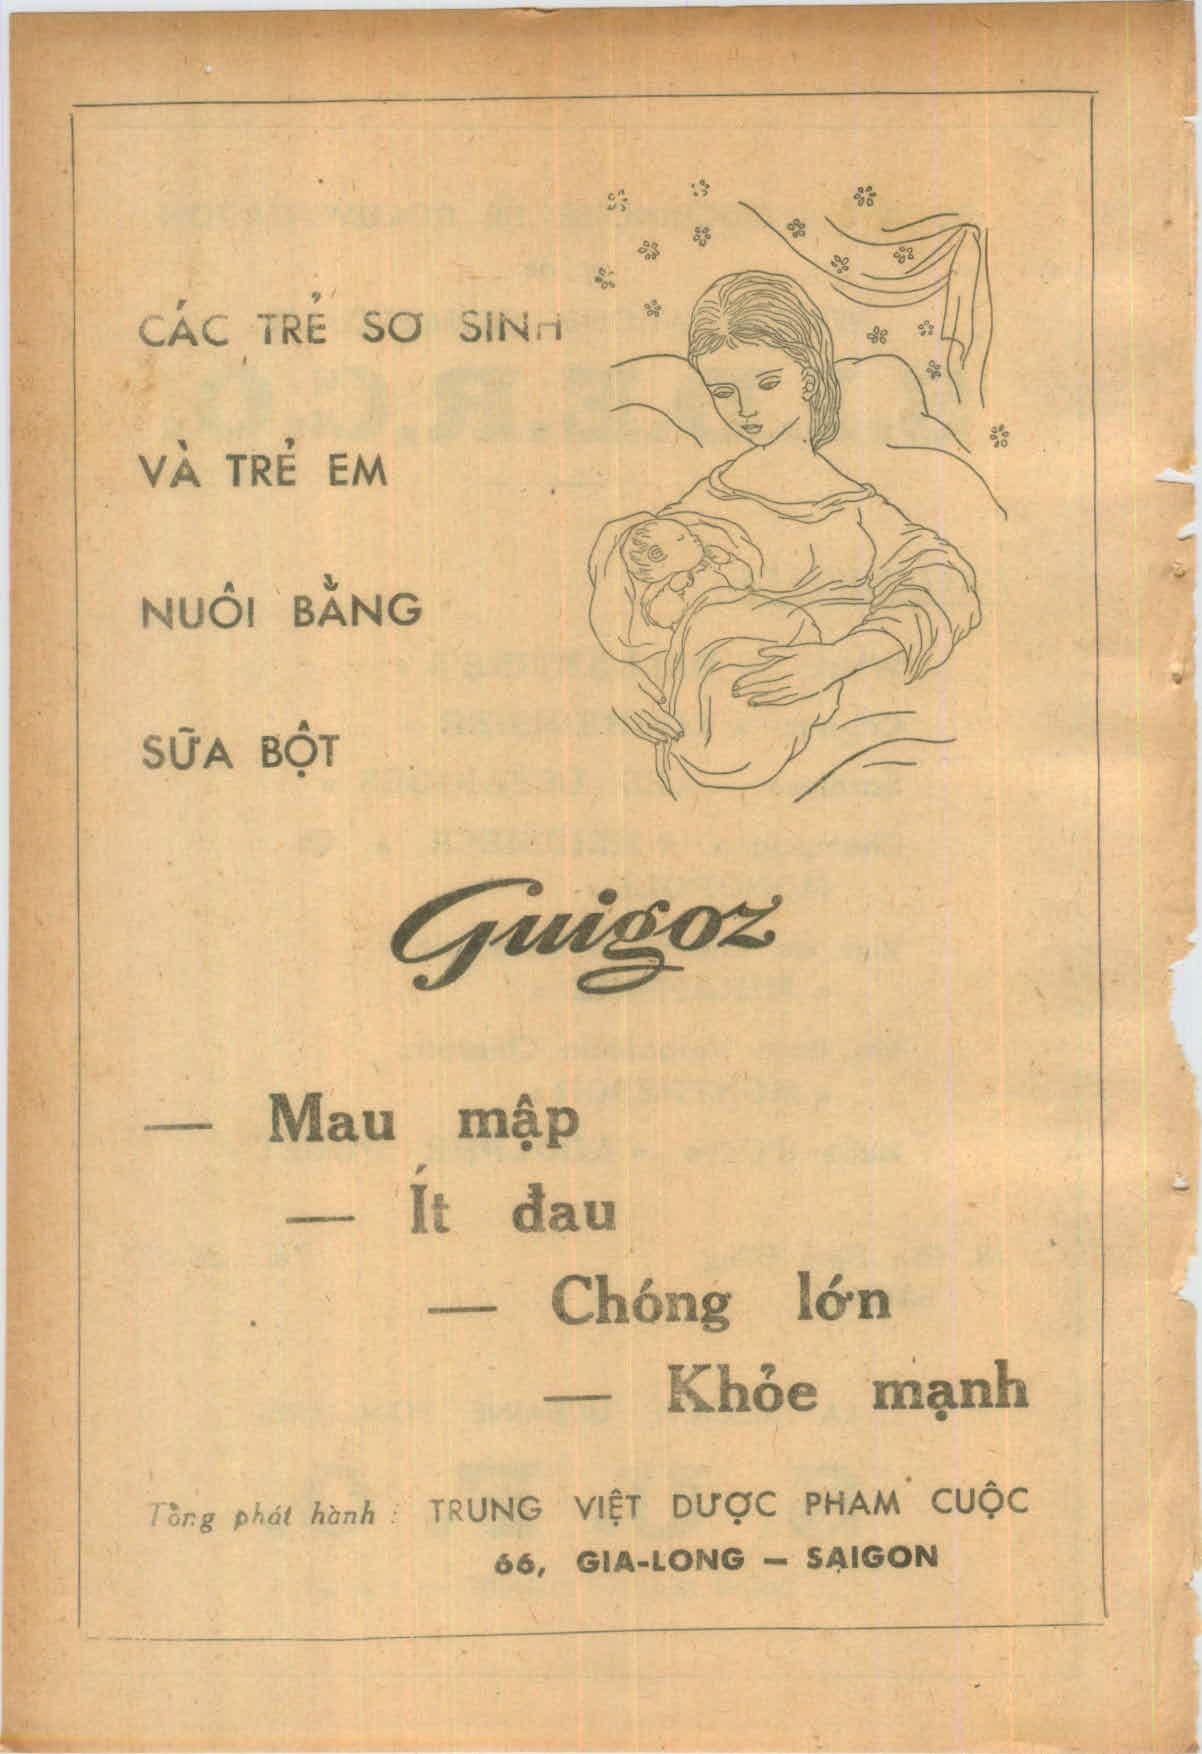 CÁC TRẺ SƠ SINH
VÀ TRẺ EM
NUÔI BẰNG
SỮA BỘT
Guigoz
— Mau mập
— Ít đau
— Chóng lớn
— Khỏe mạnh
Tổng phát hành : TRUNG VIỆT DƯỢC PHAM CUỘC
66, GIA-LONG — SAIGON